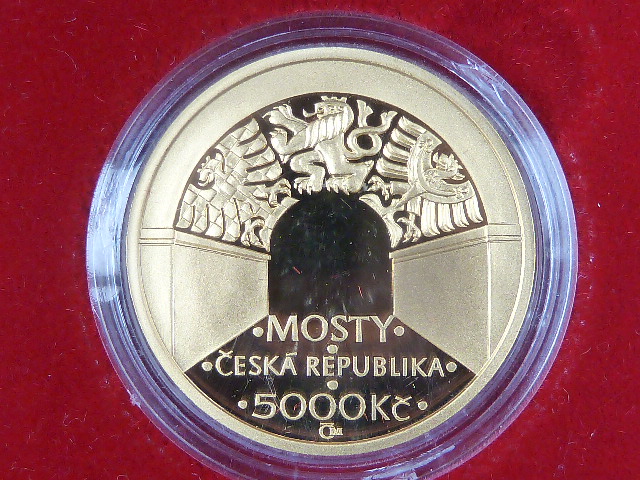 ·MOSTY·
·ČESKÁ REPUBLIKA·
·5000Kč·
ČM